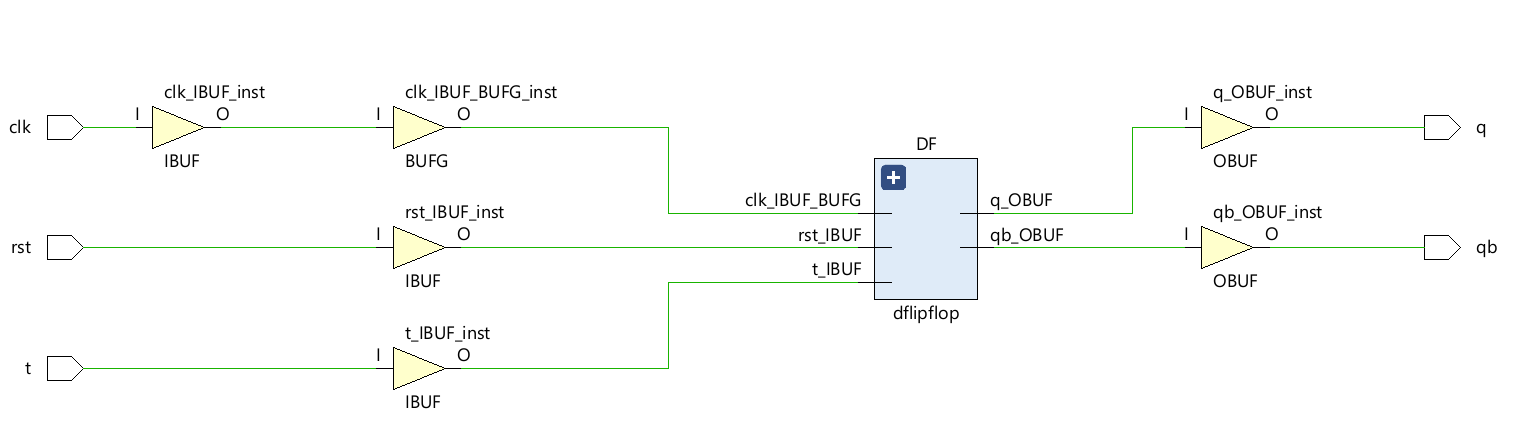 clk_IBUF_inst
clk_IBUF_BUFG_inst
q_OBUF_inst
I
O
I
O
I
O
clk
q
IBUF
BUFG
OBUF
DF
clk_IBUF_BUFG
q_OBUF
rst_IBUF_inst
qb_OBUF_inst
I
O
rst_IBUF
qb_OBUF
I
O
rst
qb
t_IBUF
IBUF
OBUF
dflipflop
t_IBUF_inst
I
O
t
IBUF